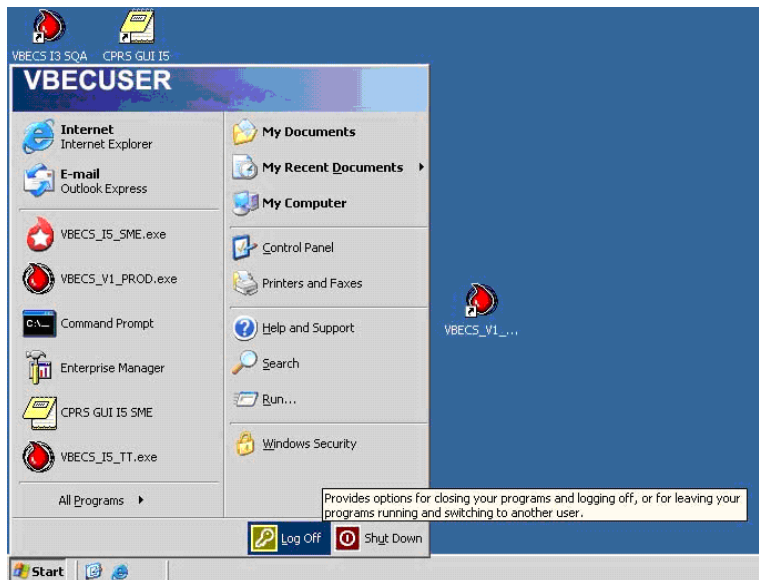 VBECS I3 SQA
CPRS GUI I5
VBECUSER
Internet
Internet Explorer
E-mail
Outlook Express
VBECS_I5_SME.exe
VBECS_V1_PROD.exe
Command Prompt
Enterprise Manager
CPRS GUI I5 SME
VBECS_I5_TT.exe
All Programs
My Documents
My Recent Documents
My Computer
Control Panel
Printers and Faxes
Help and Support
Search
Run...
Windows Security
VBECS_V1_...
Provides options for closing your programs and logging off, or for leaving your
programs running and switching to another user.
Log Off
Shut Down
Start